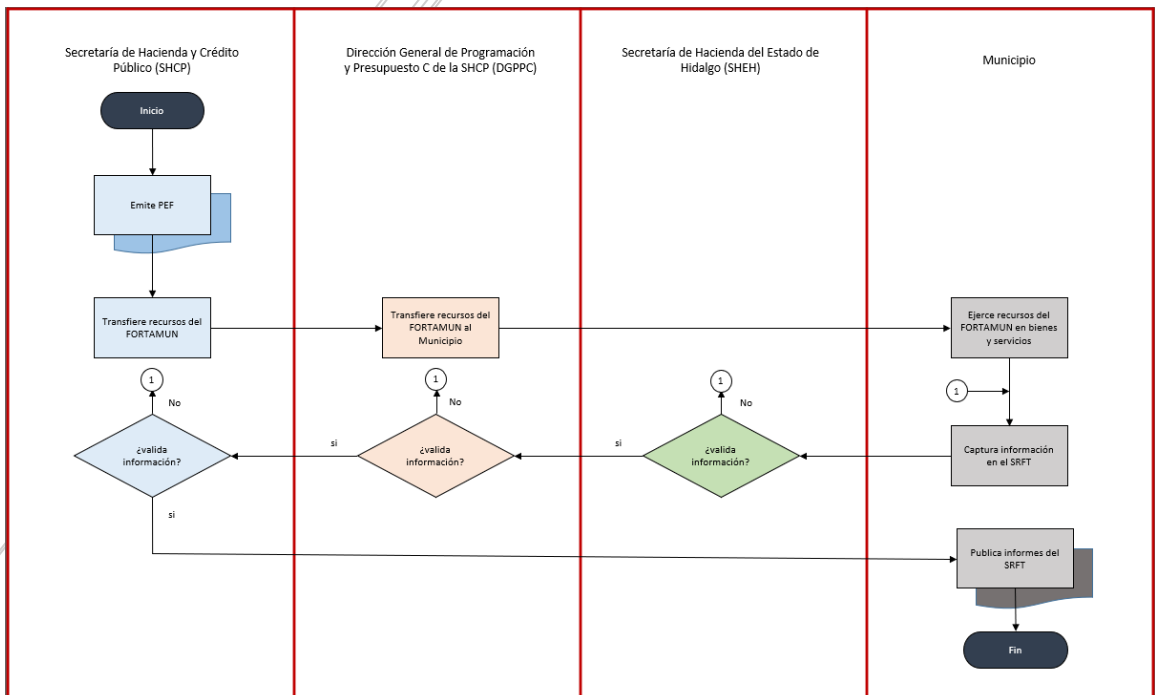 Secretaría de Hacienda y Crédito
Público (SHCP)
Dirección General de Programación
y Presupuesto C de la SHCP (DGPPC)
Secretaría de Hacienda del Estado de
Hidalgo (SHEH)
Municipio
Inicio
Emite PEF
Transfiere recursos del
FORTAMUN
Transfiere recursos del
FORTAMUN al
Municipio
Ejerce recursos del
FORTAMUN en bienes
y servicios
1
No
1
No
1
No
1
¿valida
información?
si
¿valida
información?
si
¿valida
información?
Captura información
en el SRFT
si
Publica informes del
SRFT
Fin